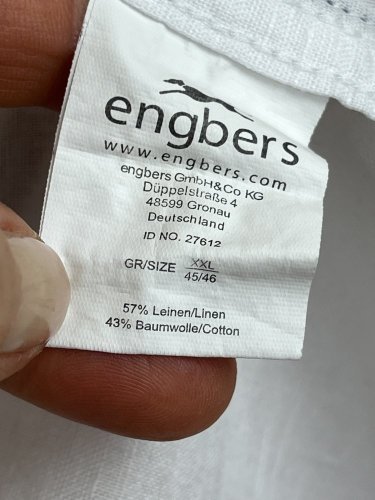 engbers
www.engbers.com
engbers GmbH&Co KG
Düppelstraße 4
48599 Gronau
Deutschland
ID NO. 27612
GR/SIZE XXL
45/46
57% Leinen/Linen
43% Baumwolle/Cotton